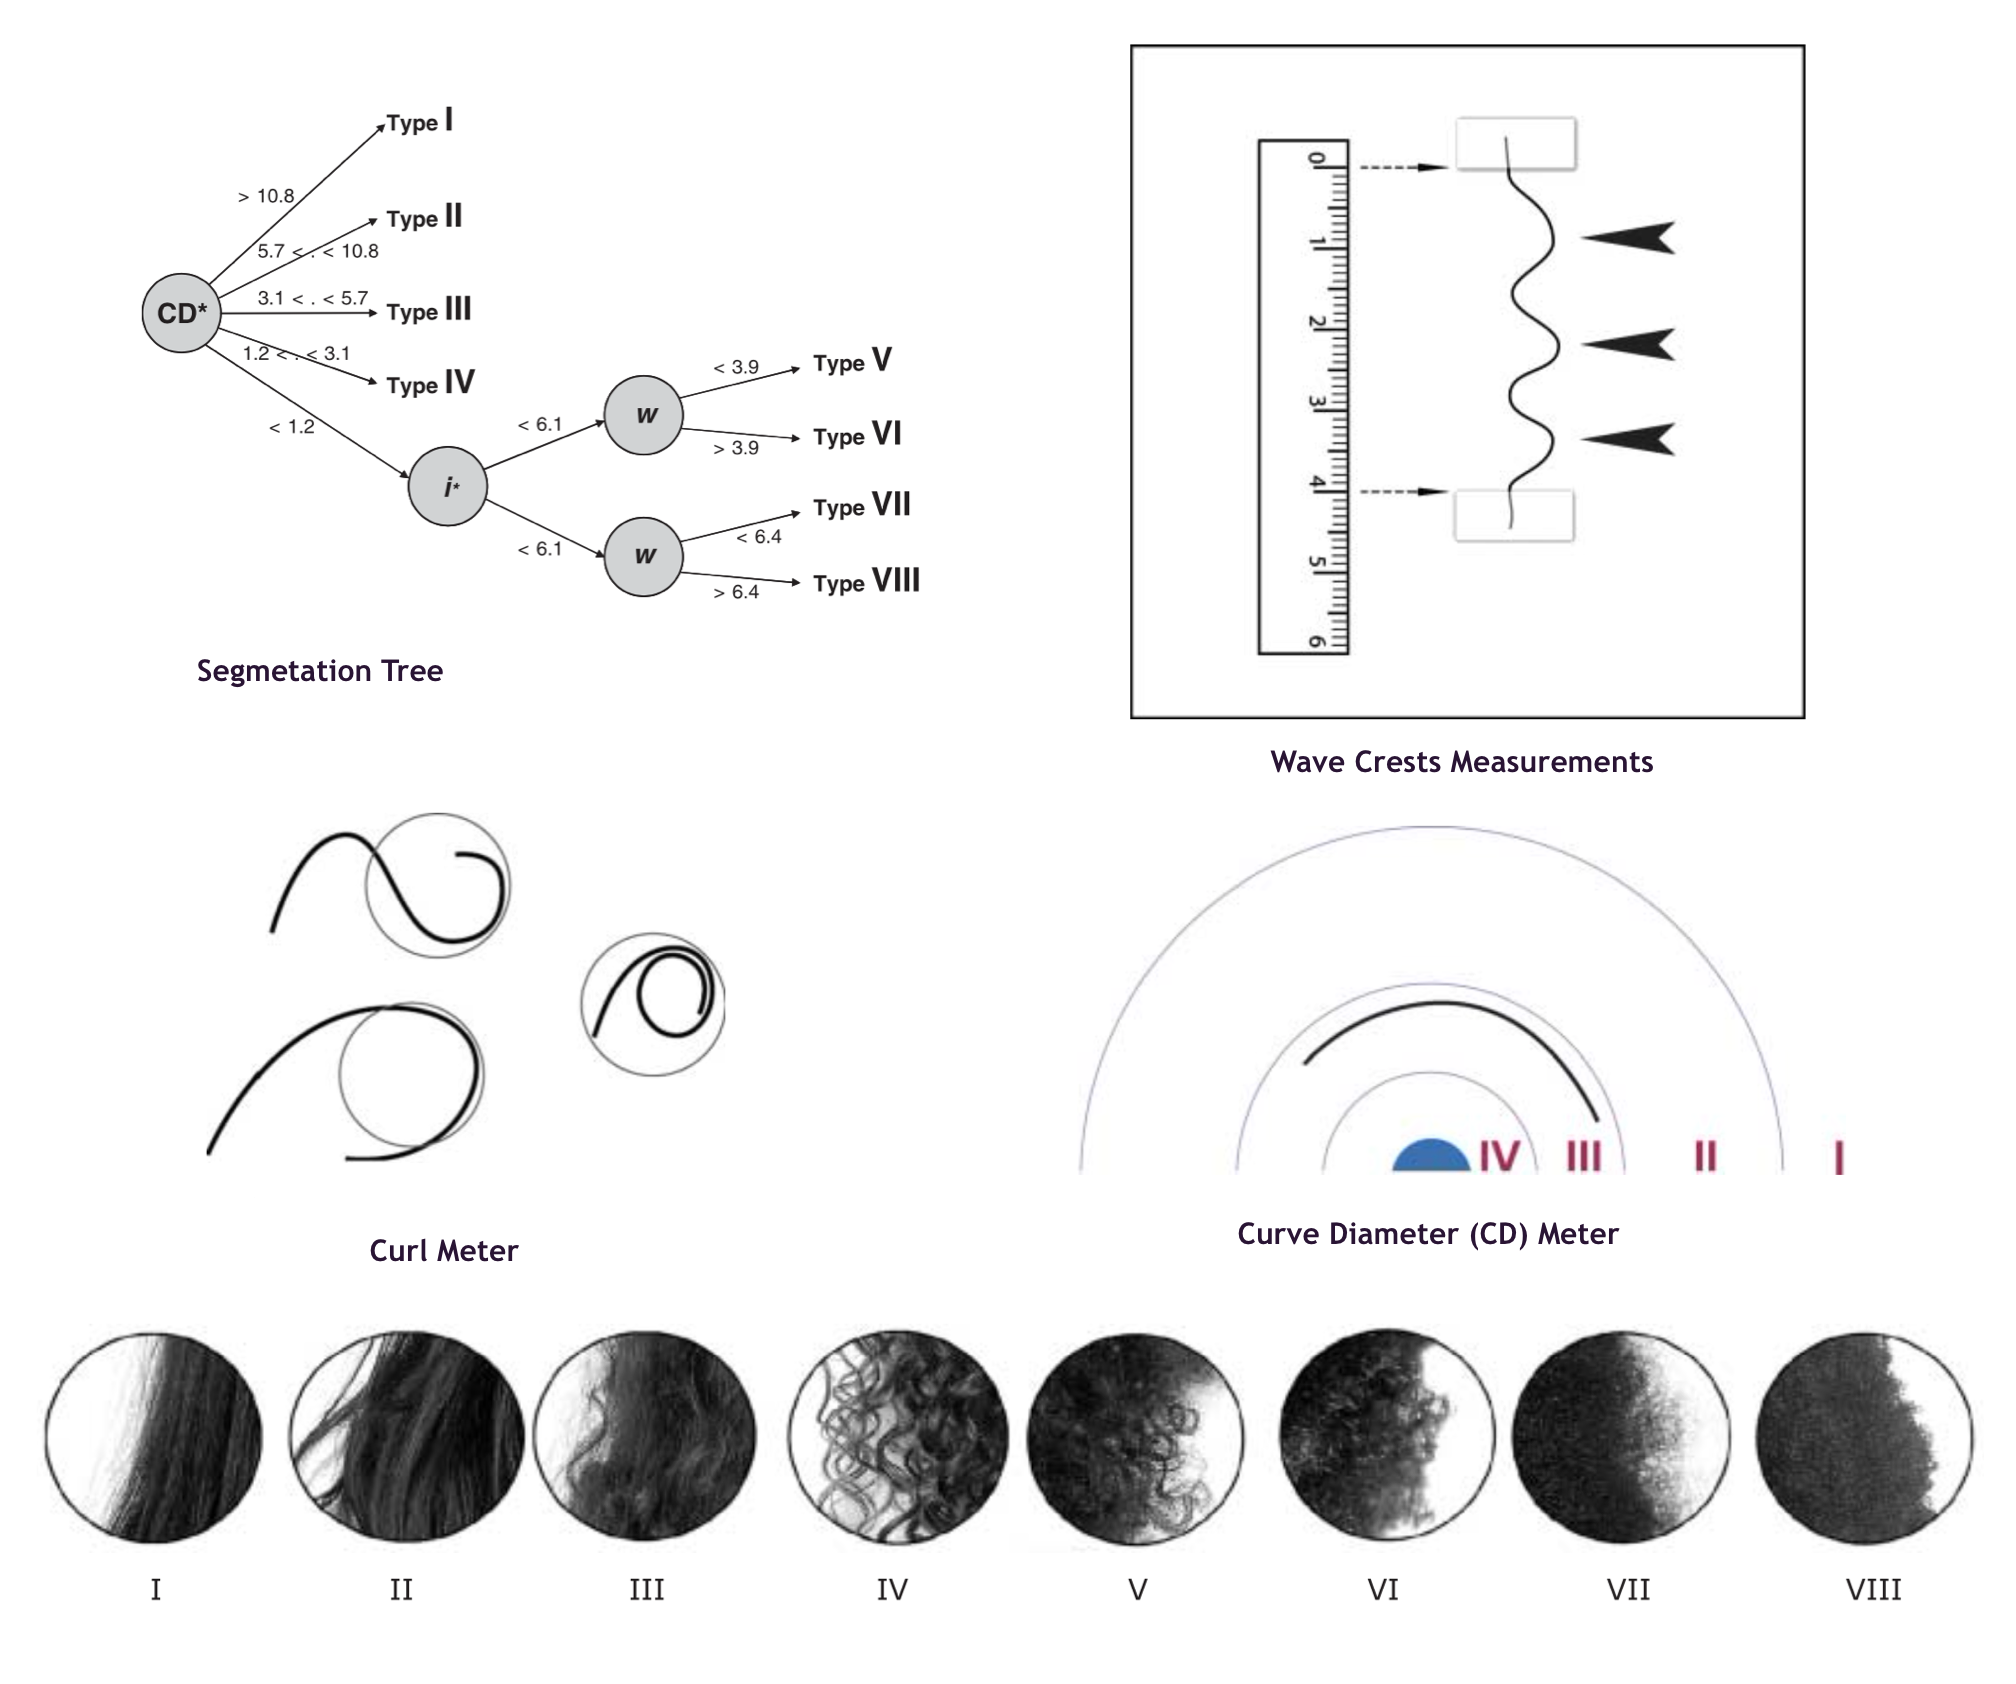 Type I
> 10.8
Type II
5.7 < . < 10.8
CD*
3.1 < . < 5.7
Type III
1.2 < . < 3.1
Type IV
< 1.2
i*
< 6.1
w
< 3.9
Type V
> 3.9
Type VI
< 6.1
w
< 6.4
Type VII
> 6.4
Type VIII
Segmetation Tree
0
1
2
3
4
5
6
Wave Crests Measurements
Curl Meter
IV III II I
Curve Diameter (CD) Meter
I II III IV V VI VII VIII